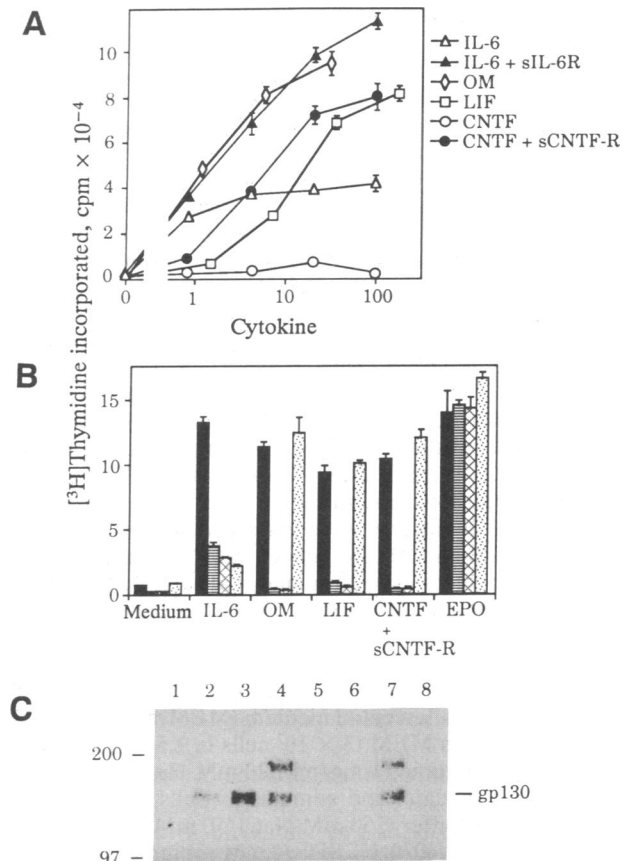 A
[³H]Thymidine incorporated, cpm × 10⁻⁴
10
8
6
4
2
0
0
1
10
100
Cytokine
IL-6
IL-6 + sIL-6R
OM
LIF
CNTF
CNTF + sCNTF-R
B
15
10
5
0
Medium
IL-6
OM
LIF
CNTF
+
sCNTF-R
EPO
C
1 2 3 4 5 6 7 8
200 –
97 –
– gp130